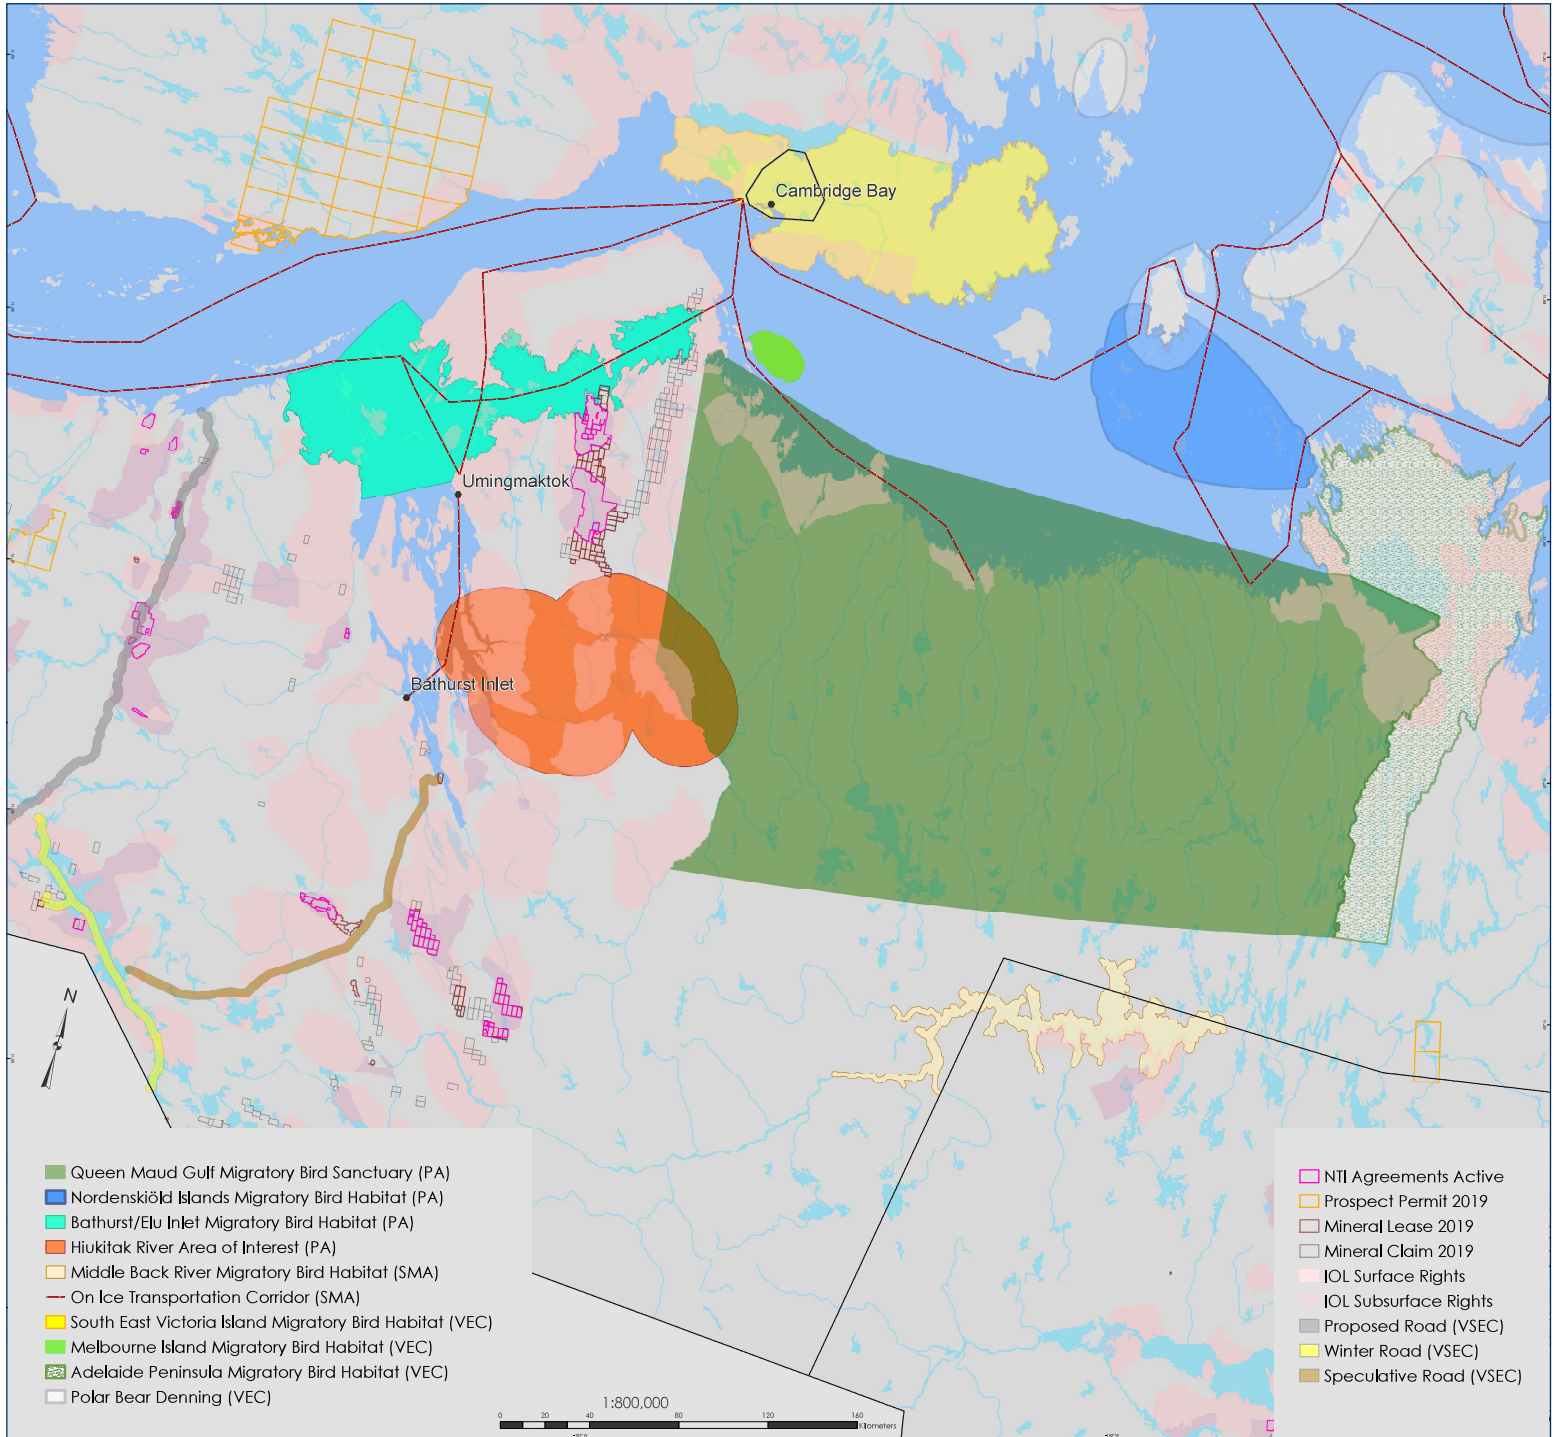 Cambridge Bay
Umingmaktok
Bathurst Inlet
N
Queen Maud Gulf Migratory Bird Sanctuary (PA)
Nordenskiöld Islands Migratory Bird Habitat (PA)
Bathurst/Elu Inlet Migratory Bird Habitat (PA)
Hiukitak River Area of Interest (PA)
Middle Back River Migratory Bird Habitat (SMA)
On Ice Transportation Corridor (SMA)
South East Victoria Island Migratory Bird Habitat (VEC)
Melbourne Island Migratory Bird Habitat (VEC)
Adelaide Peninsula Migratory Bird Habitat (VEC)
Polar Bear Denning (VEC)
1:800,000
0 20 40 80 120 160
Kilometers
NTI Agreements Active
Prospect Permit 2019
Mineral Lease 2019
Mineral Claim 2019
IOL Surface Rights
IOL Subsurface Rights
Proposed Road (VSEC)
Winter Road (VSEC)
Speculative Road (VSEC)